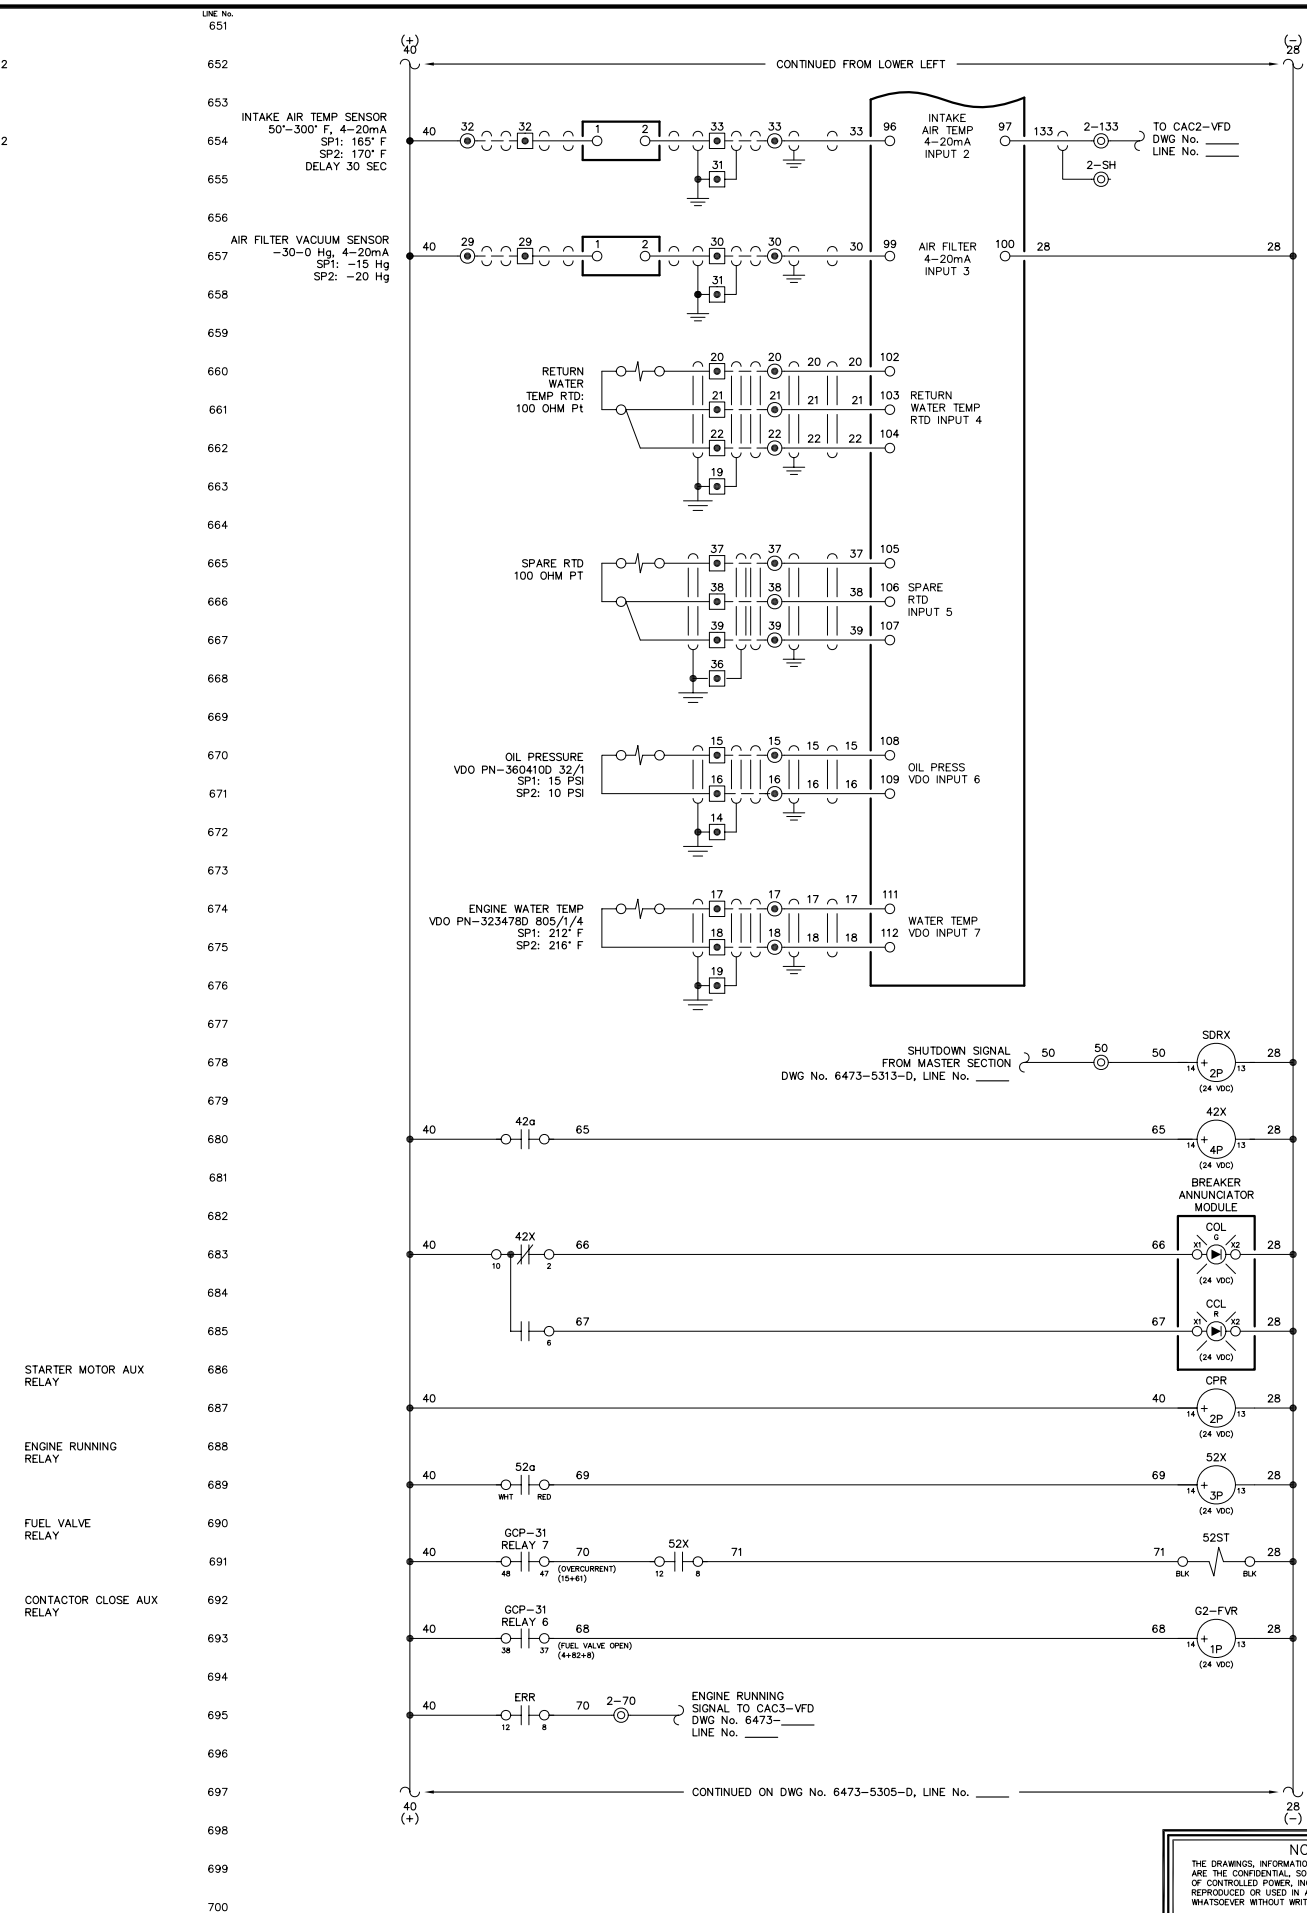 LINE No.
651
(+)
40
(-)
28
2
652
CONTINUED FROM LOWER LEFT
653
INTAKE AIR TEMP SENSOR
50°-300° F, 4-20mA
SP1: 165° F
SP2: 170° F
DELAY 30 SEC
2
654
40 32 32 1 2 33 33 33 96
INTAKE
AIR TEMP
4-20mA
INPUT 2
97 133 2-133
TO CAC2-VFD
DWG No. _____
LINE No. _____
655
31
2-SH
656
AIR FILTER VACUUM SENSOR
-30-0 Hg, 4-20mA
SP1: -15 Hg
SP2: -20 Hg
657
40 29 29 1 2 30 30 30 99
AIR FILTER
4-20mA
INPUT 3
100 28 28
658
31
659
660
RETURN
WATER
TEMP RTD:
100 OHM Pt
20 20 20 20 102
661
21 21 21 21 103
RETURN
WATER TEMP
RTD INPUT 4
662
22 22 22 22 104
663
19
664
665
SPARE RTD
100 OHM PT
37 37 37 105
666
38 38 38 106
SPARE
RTD
INPUT 5
667
39 39 39 107
668
36
669
670
OIL PRESSURE
VDO PN-360410D 32/1
SP1: 15 PSI
SP2: 10 PSI
15 15 15 15 108
OIL PRESS
VDO INPUT 6
671
16 16 16 16 109
672
14
673
674
ENGINE WATER TEMP
VDO PN-323478D 805/1/4
SP1: 212° F
SP2: 216° F
17 17 17 17 111
WATER TEMP
VDO INPUT 7
675
18 18 18 18 112
676
19
677
678
SHUTDOWN SIGNAL
FROM MASTER SECTION
DWG No. 6473-5313-D, LINE No. _____
50 50 50
SDRX
14 + 2P 13
(24 VDC)
28
679
680
40 42a 65 65
42X
14 + 4P 13
(24 VDC)
28
681
BREAKER
ANNUNCIATOR
MODULE
682
683
40 10 42X 2 66 66
COL
G
X1 X2
(24 VDC)
28
684
685
6 67 67
CCL
R
X1 X2
(24 VDC)
28
STARTER MOTOR AUX
RELAY
686
687
40 40
CPR
14 + 2P 13
(24 VDC)
28
ENGINE RUNNING
RELAY
688
689
40 52a
WHT RED
69 69
52X
14 + 3P 13
(24 VDC)
28
FUEL VALVE
RELAY
690
691
40
GCP-31
RELAY 7
48 47
70
(OVERCURRENT)
(15+61)
52X
12 8
71 71
52ST
BLK BLK
28
CONTACTOR CLOSE AUX
RELAY
692
693
40
GCP-31
RELAY 6
38 37
68
(FUEL VALVE OPEN)
(4+82+8)
68
G2-FVR
14 + 1P 13
(24 VDC)
28
694
695
40 ERR
12 8
70 2-70
ENGINE RUNNING
SIGNAL TO CAC3-VFD
DWG No. 6473-_____
LINE No. _____
696
697
CONTINUED ON DWG No. 6473-5305-D, LINE No. _____
40
(+)
28
(-)
698
699
700
THE DRAWINGS,
ARE THE CONFIDENTIAL,
OF CONTROLLED POWER,
REPRODUCED OR USED IN
WHATSOEVER WITHOUT